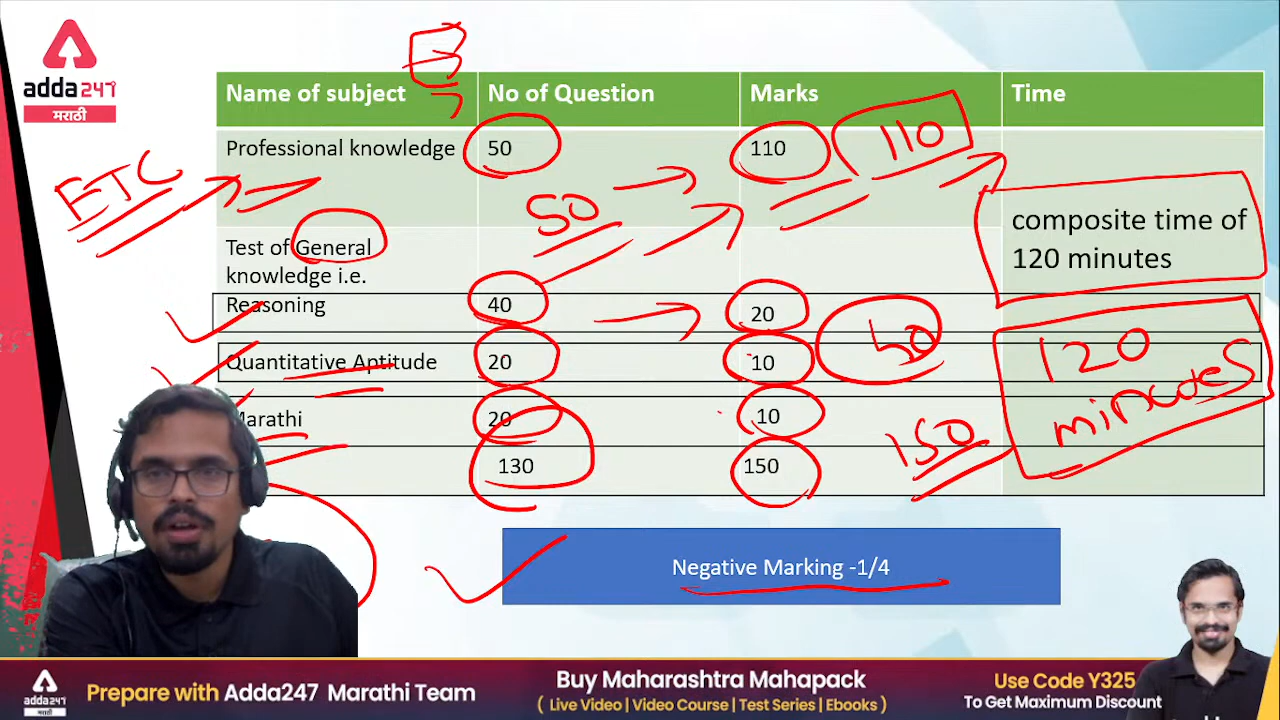 adda247
मराठी
Name of subject No of Question Marks Time
Professional knowledge 50 110
110
ETC
50
composite time of
120 minutes
Test of General
knowledge i.e.
Reasoning 40 20
Quantitative Aptitude 20 10
40
120
minutes
Marathi 20 10
130 150
150
Negative Marking -1/4
adda247
मराठी
Prepare with Adda247 Marathi Team
Buy Maharashtra Mahapack
( Live Video | Video Course | Test Series | Ebooks )
Use Code Y325
To Get Maximum Discount